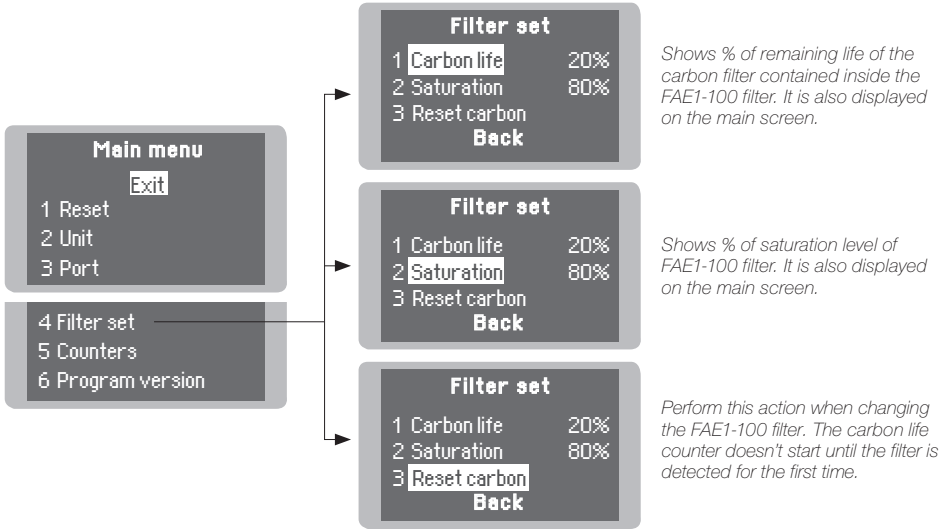 Main menu
Exit
1 Reset
2 Unit
3 Port
4 Filter set
5 Counters
6 Program version
Filter set
1 Carbon life 20%
2 Saturation 80%
3 Reset carbon
Back
Shows % of remaining life of the
carbon filter contained inside the
FAE1-100 filter. It is also displayed
on the main screen.
Filter set
1 Carbon life 20%
2 Saturation 80%
3 Reset carbon
Back
Shows % of saturation level of
FAE1-100 filter. It is also displayed
on the main screen.
Filter set
1 Carbon life 20%
2 Saturation 80%
3 Reset carbon
Back
Perform this action when changing
the FAE1-100 filter. The carbon life
counter doesn't start until the filter is
detected for the first time.